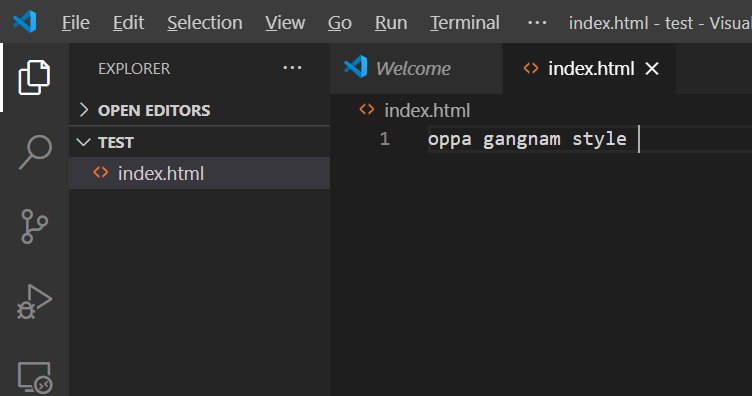 File Edit Selection View Go Run Terminal ··· index.html - test - Visual
EXPLORER ···
OPEN EDITORS
TEST
index.html
Welcome
index.html
index.html
1 oppa gangnam style